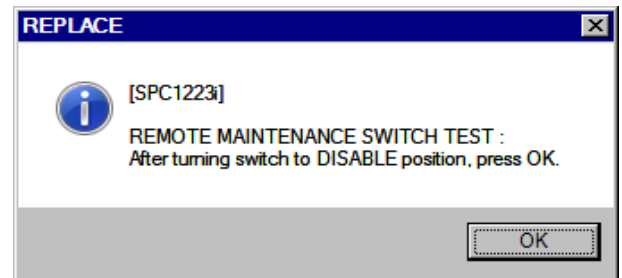 REPLACE
[SPC1223i]
REMOTE MAINTENANCE SWITCH TEST :
After turning switch to DISABLE position, press OK.
OK